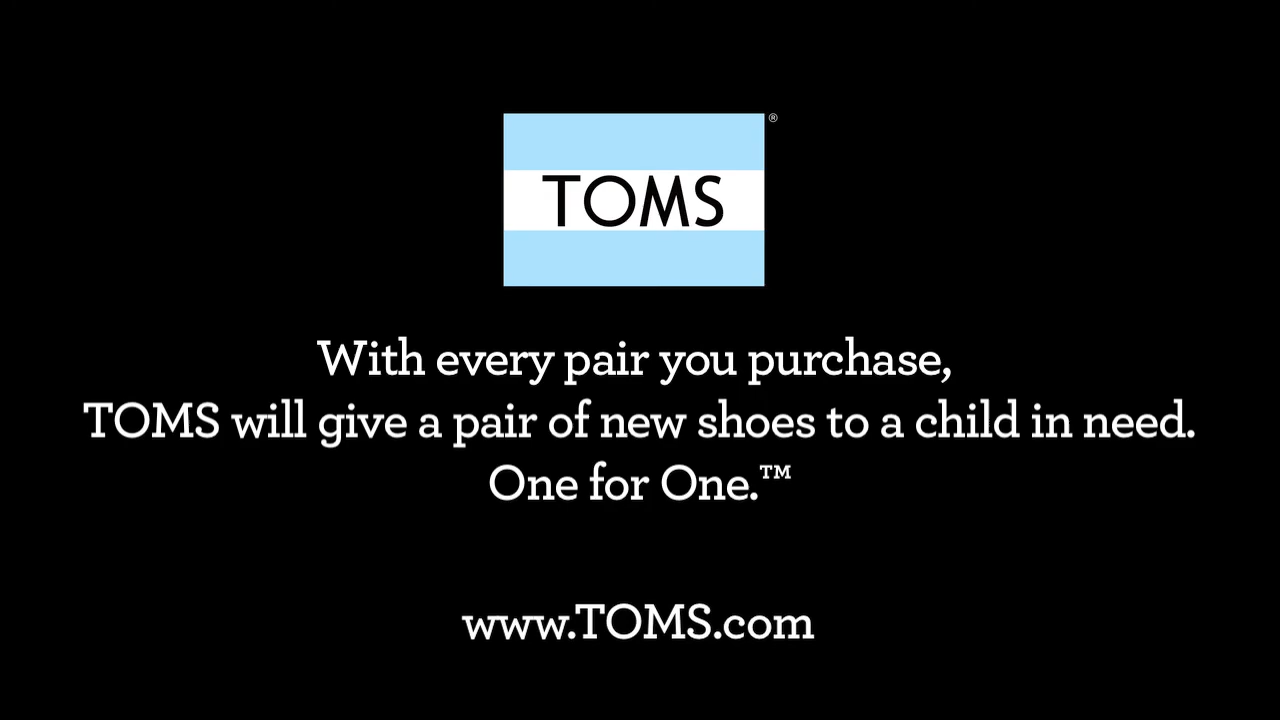 TOMS®
With every pair you purchase,
TOMS will give a pair of new shoes to a child in need.
One for One.™
www.TOMS.com